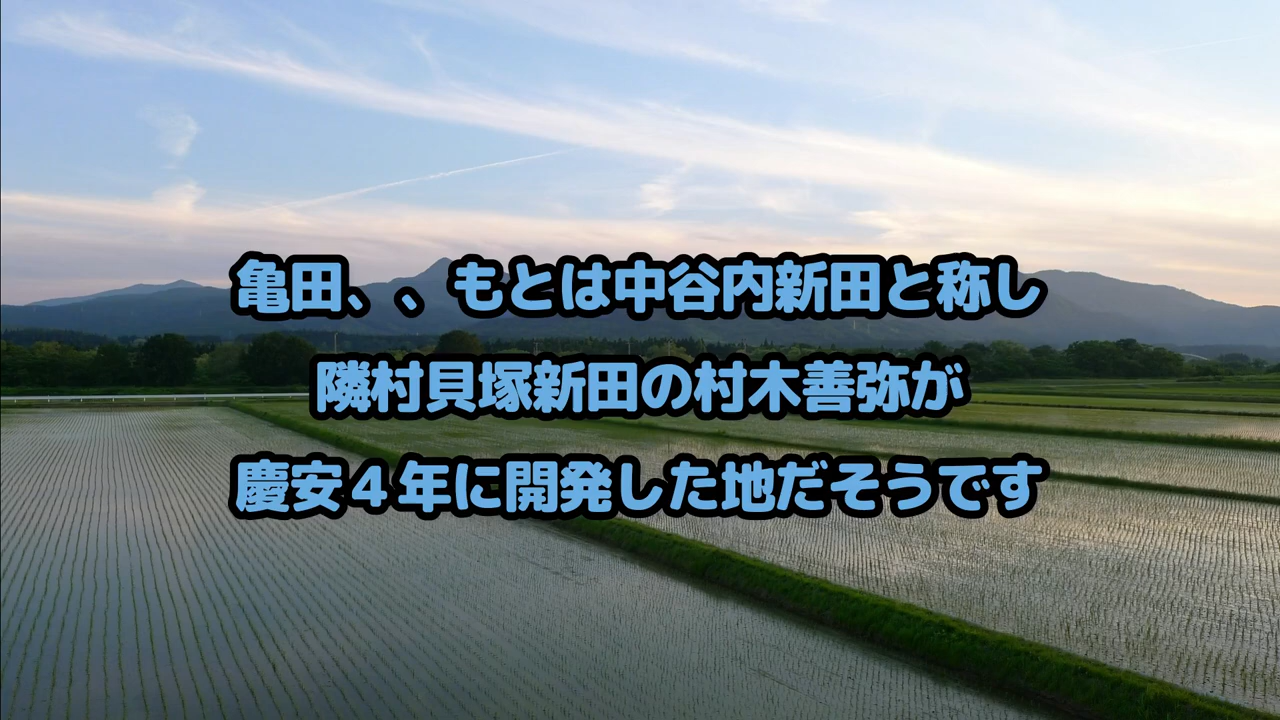 亀田、、もとは中谷内新田と称し
隣村貝塚新田の村木善弥が
慶安４年に開発した地だそうです